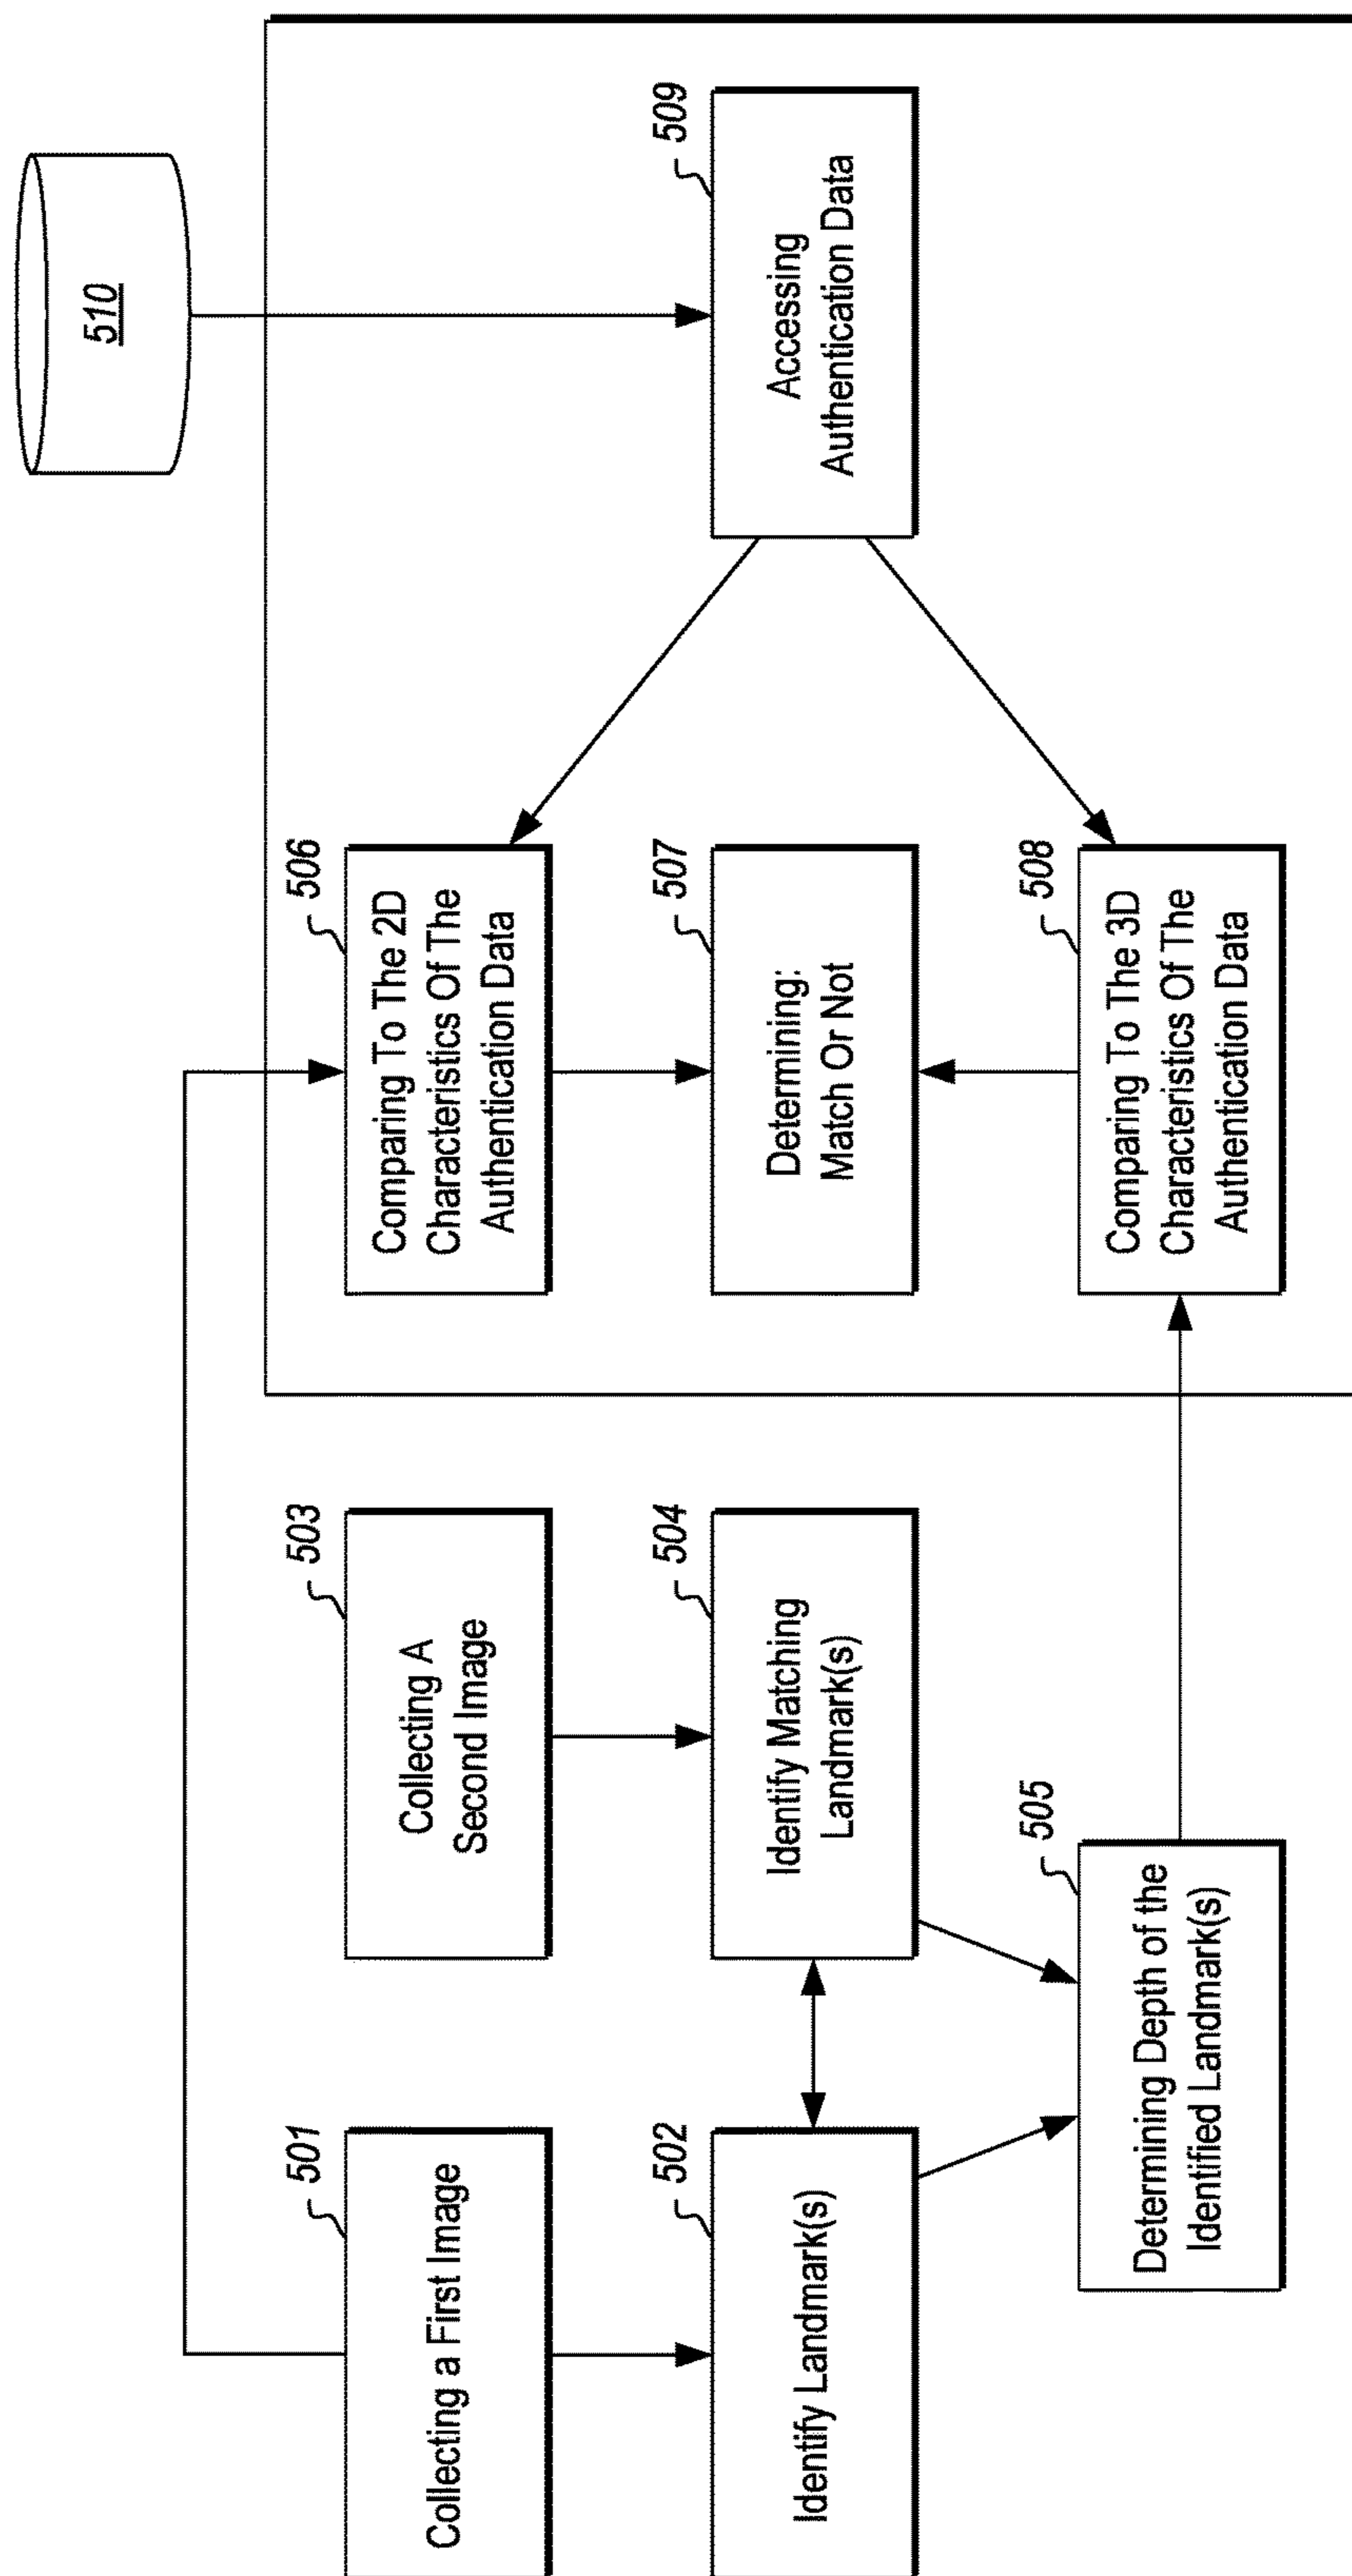 501
Collecting a First Image
502
Identify Landmark(s)
503
Collecting A
Second Image
504
Identify Matching
Landmark(s)
505
Determining Depth of the
Identified Landmark(s)
506
Comparing To The 2D
Characteristics Of The
Authentication Data
507
Determining:
Match Or Not
508
Comparing To The 3D
Characteristics Of The
Authentication Data
509
Accessing
Authentication Data
510